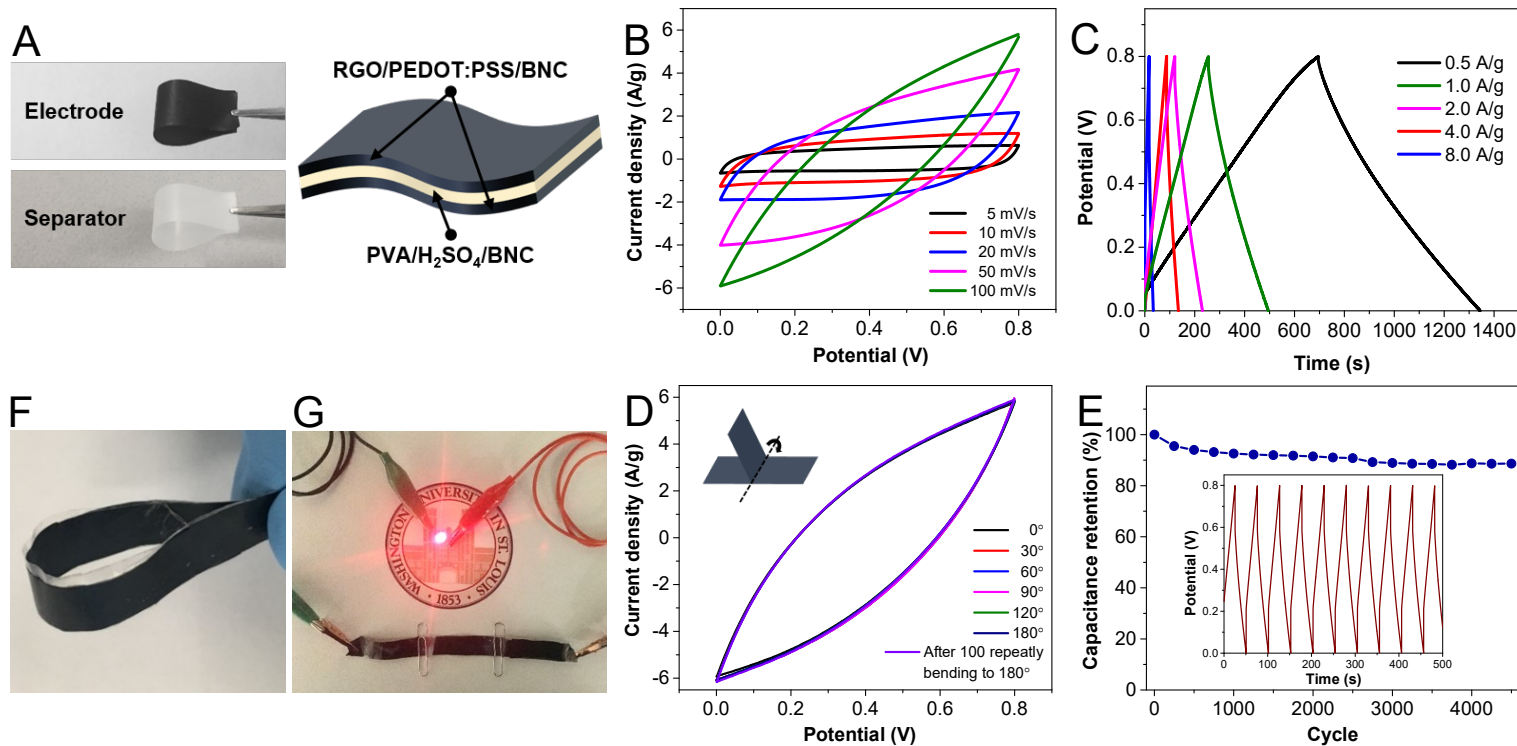 A
Electrode
Separator
RGO/PEDOT:PSS/BNC
PVA/H₂SO₄/BNC
B
Current density (A/g)
6
4
2
0
-2
-4
-6
0.0 0.2 0.4 0.6 0.8
Potential (V)
5 mV/s
10 mV/s
20 mV/s
50 mV/s
100 mV/s
C
Potential (V)
0.8
0.6
0.4
0.2
0.0
0 200 400 600 800 1000 1200 1400
Time (s)
0.5 A/g
1.0 A/g
2.0 A/g
4.0 A/g
8.0 A/g
F
G
WASHINGTON UNIVERSITY IN ST. LOUIS
· 1853 ·
D
Current density (A/g)
6
4
2
0
-2
-4
-6
0.0 0.2 0.4 0.6 0.8
Potential (V)
0°
30°
60°
90°
120°
180°
After 100 repeatly
bending to 180°
E
Capacitance retention (%)
100
80
60
40
20
0
0 1000 2000 3000 4000
Cycle
Potential (V)
0.8
0.6
0.4
0.2
0.0
0 100 200 300 400 500
Time (s)